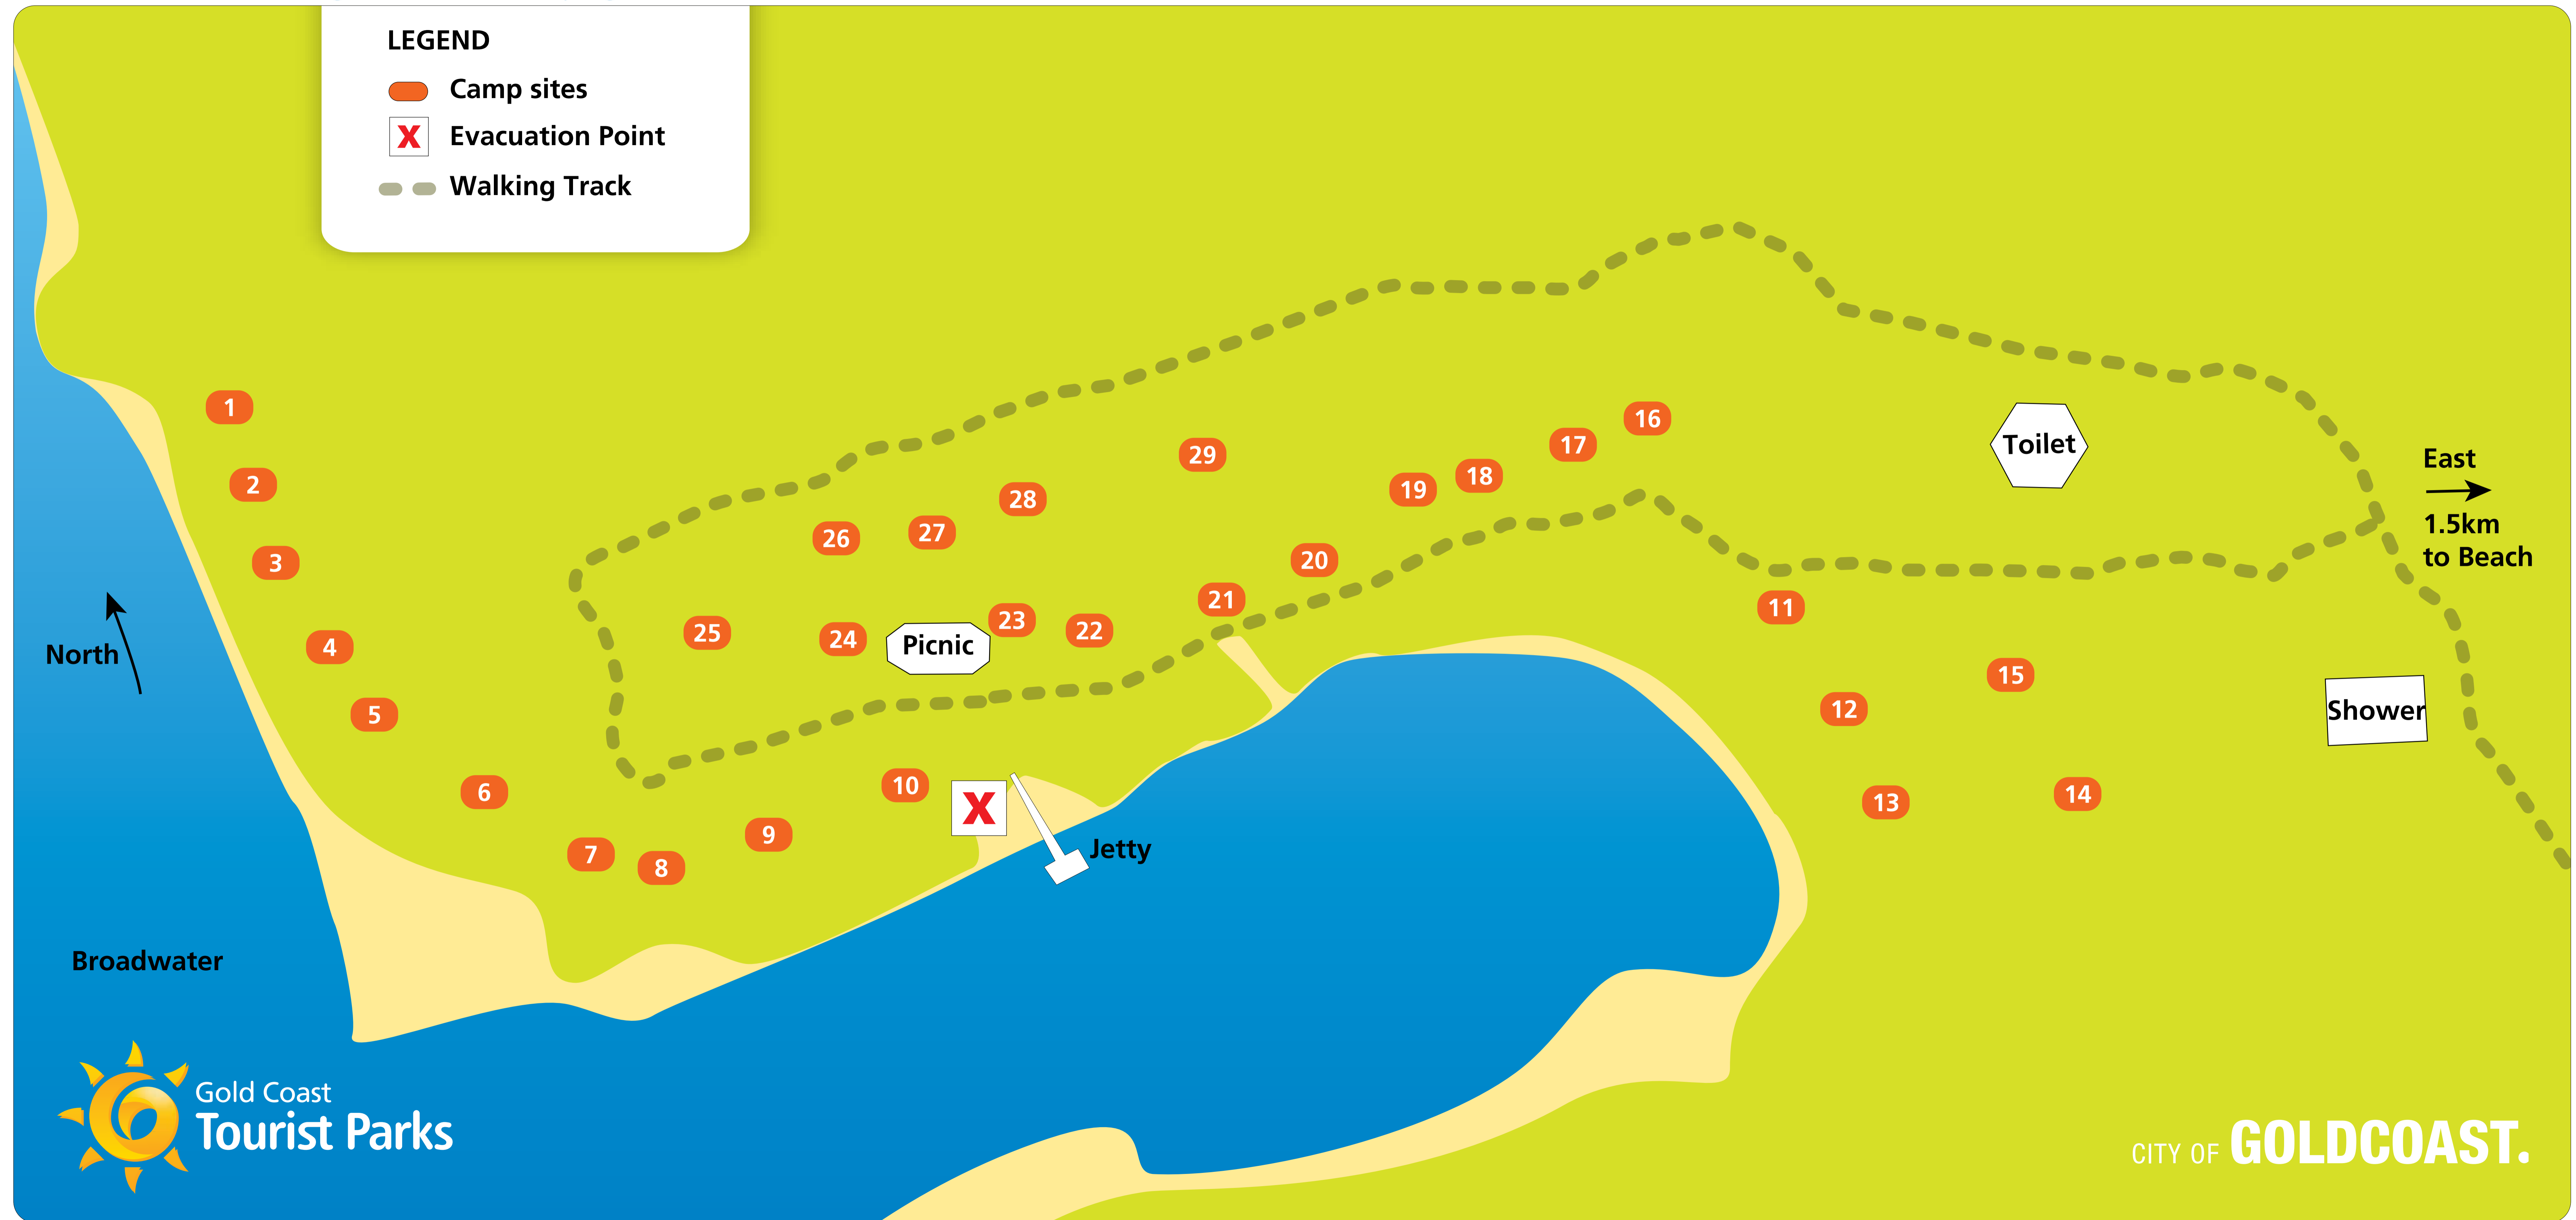 LEGEND
Camp sites
X Evacuation Point
Walking Track
1
2
3
4
5
6
7
8
9
10
X
Jetty
29
28
27
26
25
24
Picnic
23
22
21
20
19
18
17
16
Toilet
11
12
13
14
15
Shower
East
1.5km
to Beach
North
Broadwater
Gold Coast
Tourist Parks
CITY OF GOLDCOAST.